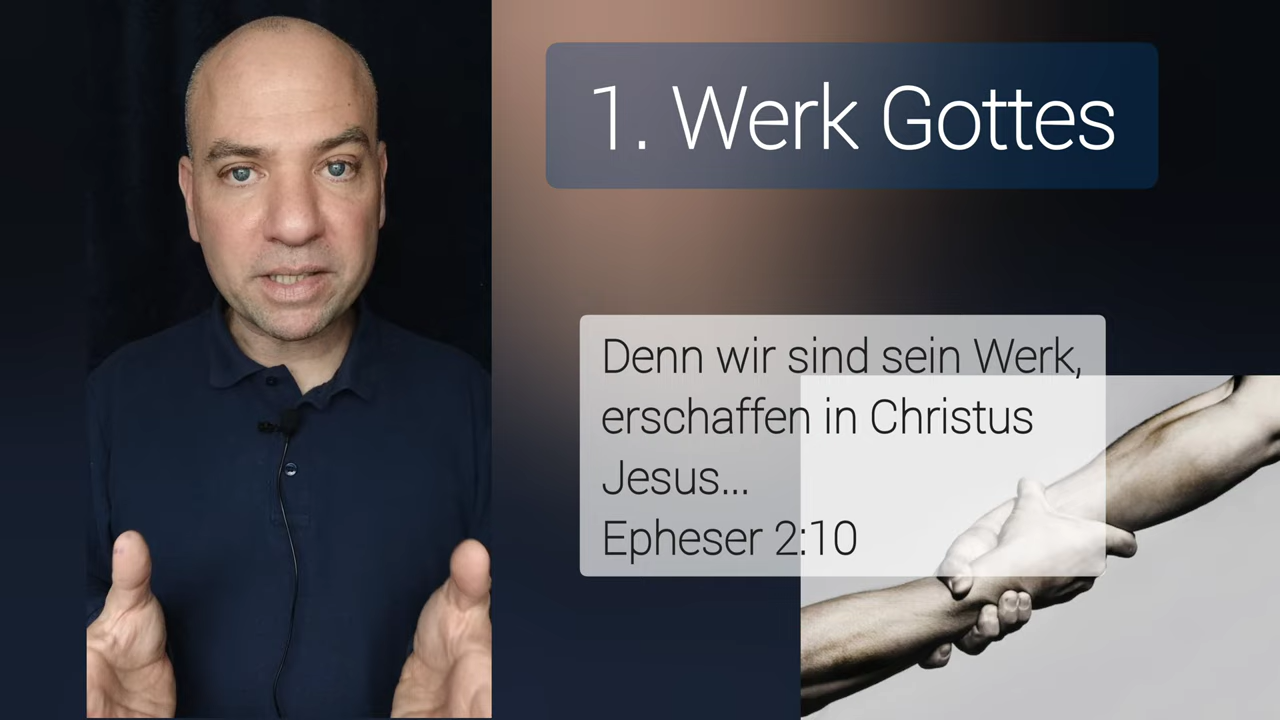 1. Werk Gottes
Denn wir sind sein Werk,
erschaffen in Christus
Jesus...
Epheser 2:10